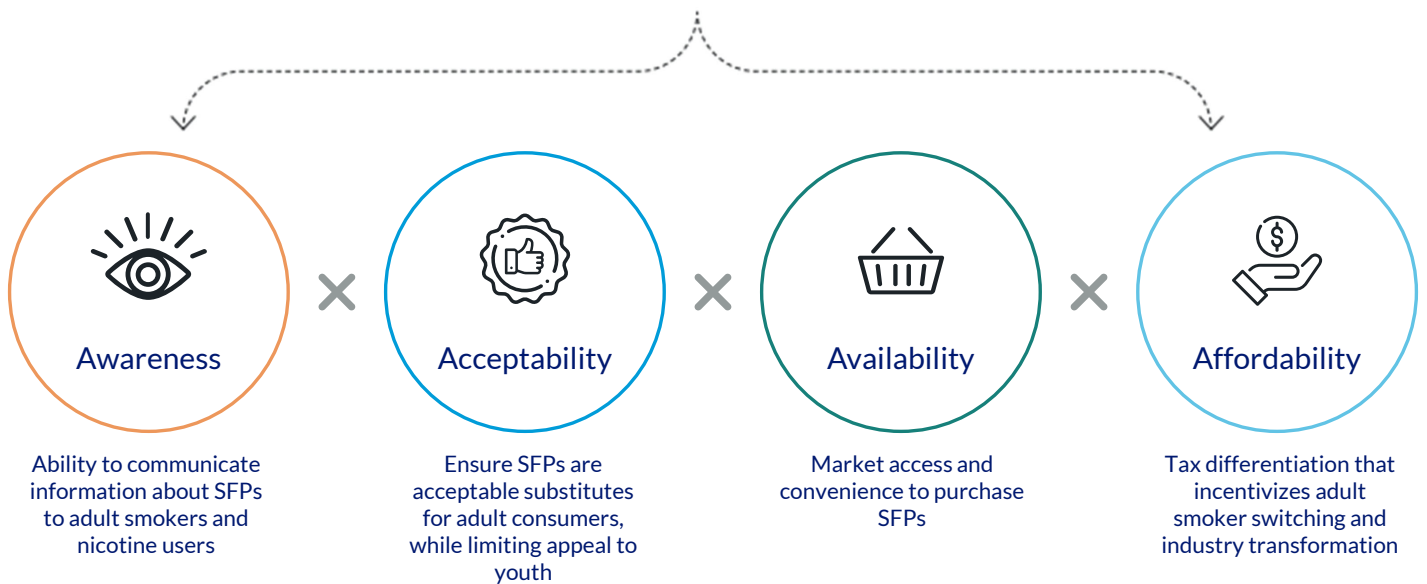 Awareness
Ability to communicate
information about SFPs
to adult smokers and
nicotine users
Acceptability
Ensure SFPs are
acceptable substitutes
for adult consumers,
while limiting appeal to
youth
Availability
Market access and
convenience to purchase
SFPs
$
Affordability
Tax differentiation that
incentivizes adult
smoker switching and
industry transformation